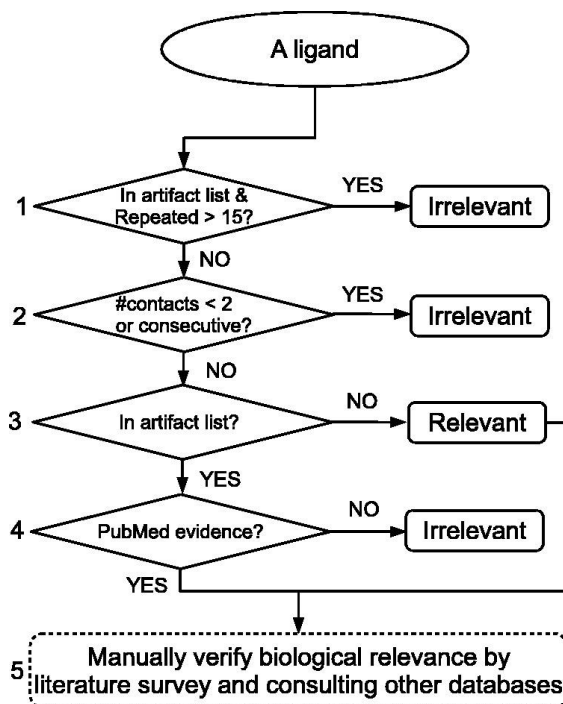 A ligand
1
In artifact list &
Repeated > 15?
YES
Irrelevant
NO
2
#contacts < 2
or consecutive?
YES
Irrelevant
NO
3
In artifact list?
NO
Relevant
YES
4
PubMed evidence?
NO
Irrelevant
YES
5
Manually verify biological relevance by
literature survey and consulting other databases